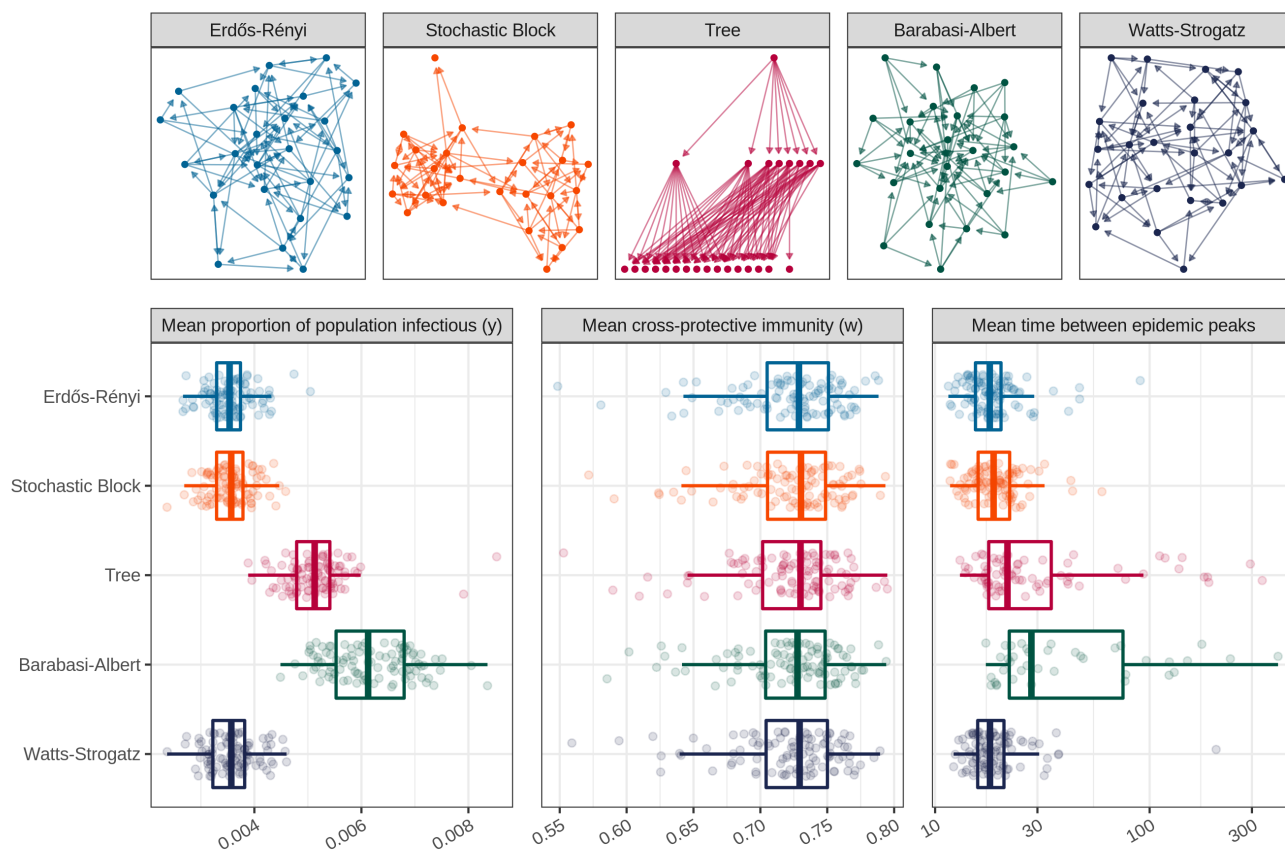 Erdős-Rényi
Stochastic Block
Tree
Barabasi-Albert
Watts-Strogatz
Mean proportion of population infectious (y)
Mean cross-protective immunity (w)
Mean time between epidemic peaks
Erdős-Rényi
Stochastic Block
Tree
Barabasi-Albert
Watts-Strogatz
0.004
0.006
0.008
0.55
0.60
0.65
0.70
0.75
0.80
10
30
100
300